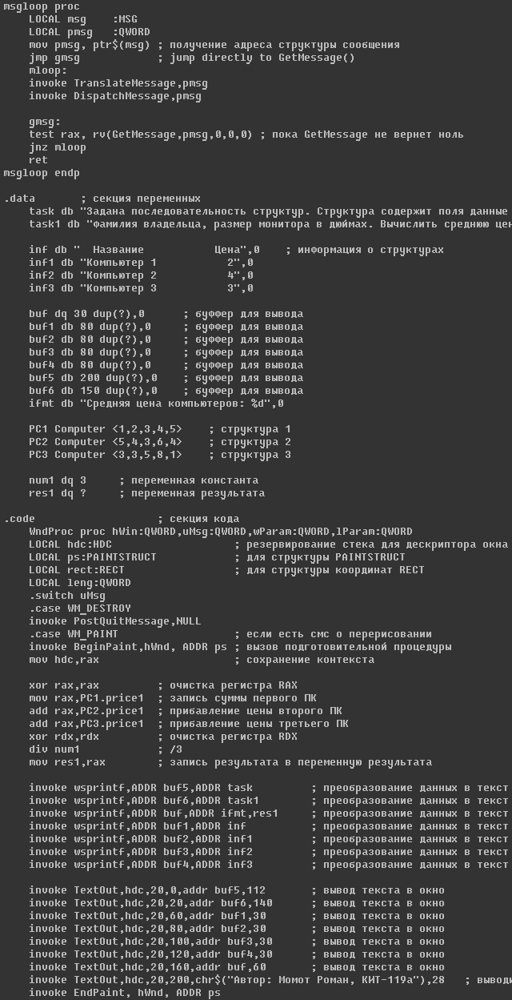 msgloop proc
LOCAL msg    :MSG
LOCAL pmsg   :QWORD
mov pmsg, ptr$(msg) ; получение адреса структуры сообщения
jmp gmsg            ; jump directly to GetMessage()
mloop:
invoke TranslateMessage,pmsg
invoke DispatchMessage,pmsg
gmsg:
test rax, rv(GetMessage,pmsg,0,0,0) ; пока GetMessage не вернет ноль
jnz mloop
ret
msgloop endp
.data       ; секция переменных
task db "Задана последовательность структур. Структура содержит поля данные
task1 db "фамилия владельца, размер монитора в дюймах. Вычислить среднюю цен
inf db "  Название           Цена",0    ; информация о структурах
inf1 db "Компьютер 1           2",0
inf2 db "Компьютер 2           4",0
inf3 db "Компьютер 3           3",0
buf dq 30 dup(?),0      ; буффер для вывода
buf1 db 80 dup(?),0     ; буффер для вывода
buf2 db 80 dup(?),0     ; буффер для вывода
buf3 db 80 dup(?),0     ; буффер для вывода
buf4 db 80 dup(?),0     ; буффер для вывода
buf5 db 200 dup(?),0    ; буффер для вывода
buf6 db 150 dup(?),0    ; буффер для вывода
ifmt db "Средняя цена компьютеров: %d",0
PC1 Computer <1,2,3,4,5>    ; структура 1
PC2 Computer <5,4,3,6,4>    ; структура 2
PC3 Computer <3,3,5,8,1>    ; структура 3
num1 dq 3     ; переменная константа
res1 dq ?     ; переменная результата
.code                   ; секция кода
WndProc proc hWin:QWORD,uMsg:QWORD,wParam:QWORD,lParam:QWORD
LOCAL hdc:HDC                   ; резервирование стека для дескриптора окна
LOCAL ps:PAINTSTRUCT            ; для структуры PAINTSTRUCT
LOCAL rect:RECT                 ; для структуры координат RECT
LOCAL leng:QWORD
.switch uMsg
.case WM_DESTROY
invoke PostQuitMessage,NULL
.case WM_PAINT                  ; если есть смс о перерисовании
invoke BeginPaint,hWnd, ADDR ps ; вызов подготовительной процедуры
mov hdc,rax                     ; сохранение контекста
xor rax,rax         ; очистка регистра RAX
mov rax,PC1.price1  ; запись суммы первого ПК
add rax,PC2.price1  ; прибавление цены второго ПК
add rax,PC3.price1  ; прибавление цены третьего ПК
xor rdx,rdx         ; очистка регистра RDX
div num1            ; /3
mov res1,rax        ; запись результата в переменную результата
invoke wsprintf,ADDR buf5,ADDR task         ; преобразование данных в текст
invoke wsprintf,ADDR buf6,ADDR task1        ; преобразование данных в текст
invoke wsprintf,ADDR buf,ADDR ifmt,res1     ; преобразование данных в текст
invoke wsprintf,ADDR buf1,ADDR inf          ; преобразование данных в текст
invoke wsprintf,ADDR buf2,ADDR inf1         ; преобразование данных в текст
invoke wsprintf,ADDR buf3,ADDR inf2         ; преобразование данных в текст
invoke wsprintf,ADDR buf4,ADDR inf3         ; преобразование данных в текст
invoke TextOut,hdc,20,0,addr buf5,112       ; вывод текста в окно
invoke TextOut,hdc,20,20,addr buf6,140      ; вывод текста в окно
invoke TextOut,hdc,20,60,addr buf1,30       ; вывод текста в окно
invoke TextOut,hdc,20,80,addr buf2,30       ; вывод текста в окно
invoke TextOut,hdc,20,100,addr buf3,30      ; вывод текста в окно
invoke TextOut,hdc,20,120,addr buf4,30      ; вывод текста в окно
invoke TextOut,hdc,20,160,addr buf,60       ; вывод текста в окно
invoke TextOut,hdc,20,200,chr$("Автор: Момот Роман, КИТ-119а"),28   ; вывод
invoke EndPaint, hWnd, ADDR ps